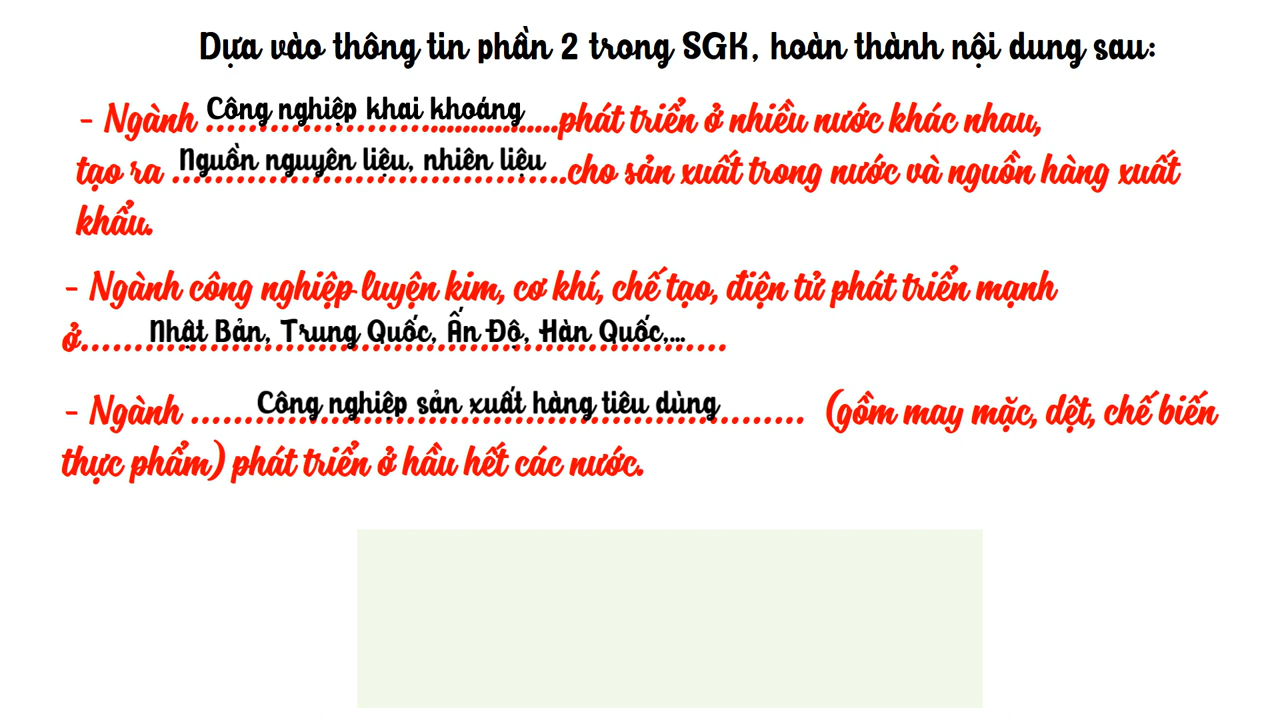 Dựa vào thông tin phần 2 trong SGK, hoàn thành nội dung sau:
- Ngành Công nghiệp khai khoáng phát triển ở nhiều nước khác nhau,
tạo ra Nguồn nguyên liệu, nhiên liệu cho sản xuất trong nước và nguồn hàng xuất
khẩu.
- Ngành công nghiệp luyện kim, cơ khí, chế tạo, điện tử phát triển mạnh
ở Nhật Bản, Trung Quốc, Ấn Độ, Hàn Quốc,...
- Ngành Công nghiệp sản xuất hàng tiêu dùng (gồm may mặc, dệt, chế biến
thực phẩm) phát triển ở hầu hết các nước.